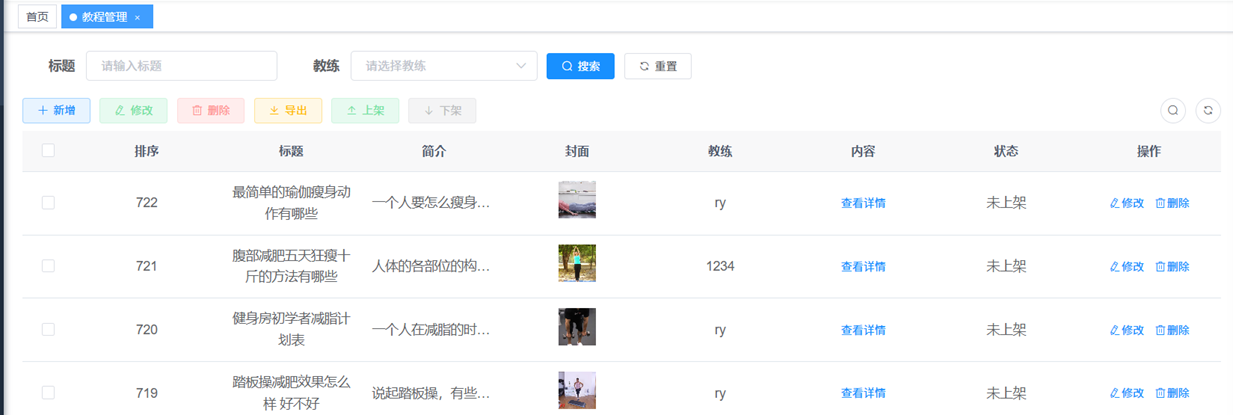 首页 教程管理 ×
标题 请输入标题 教练 请选择教练 搜索 重置
新增 修改 删除 导出 上架 下架
排序 标题 简介 封面 教练 内容 状态 操作
722 最简单的瑜伽瘦身动 一个人要怎么瘦身... ry 查看详情 未上架 修改 删除
作有哪些
721 腹部减肥五天狂瘦十 人体的各部位的构... 1234 查看详情 未上架 修改 删除
斤的方法有哪些
720 健身房初学者减脂计 一个人在减脂的时... ry 查看详情 未上架 修改 删除
划表
719 踏板操减肥效果怎么 说起踏板操，有些... ry 查看详情 未上架 修改 删除
样 好不好